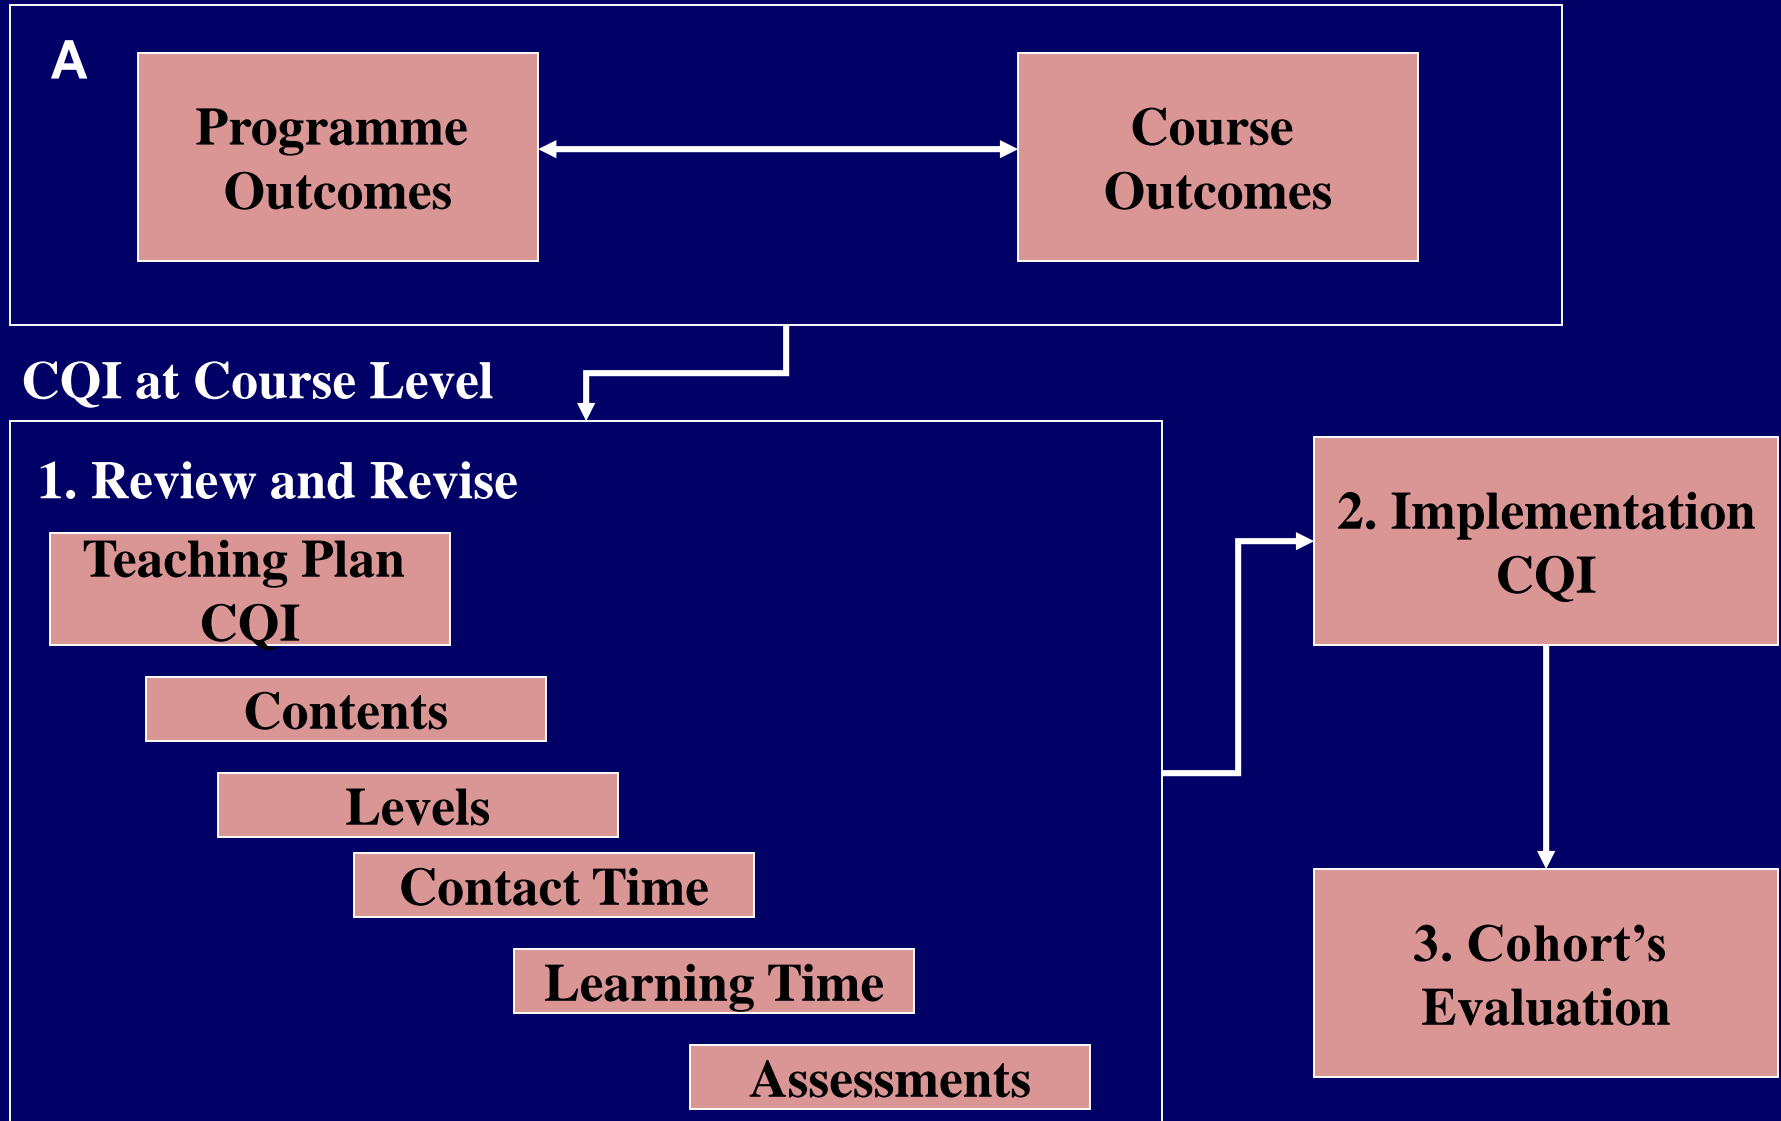 A
Programme
Outcomes
Course
Outcomes
CQI at Course Level
1. Review and Revise
Teaching Plan
CQI
Contents
Levels
Contact Time
Learning Time
Assessments
2. Implementation
CQI
3. Cohort’s
Evaluation